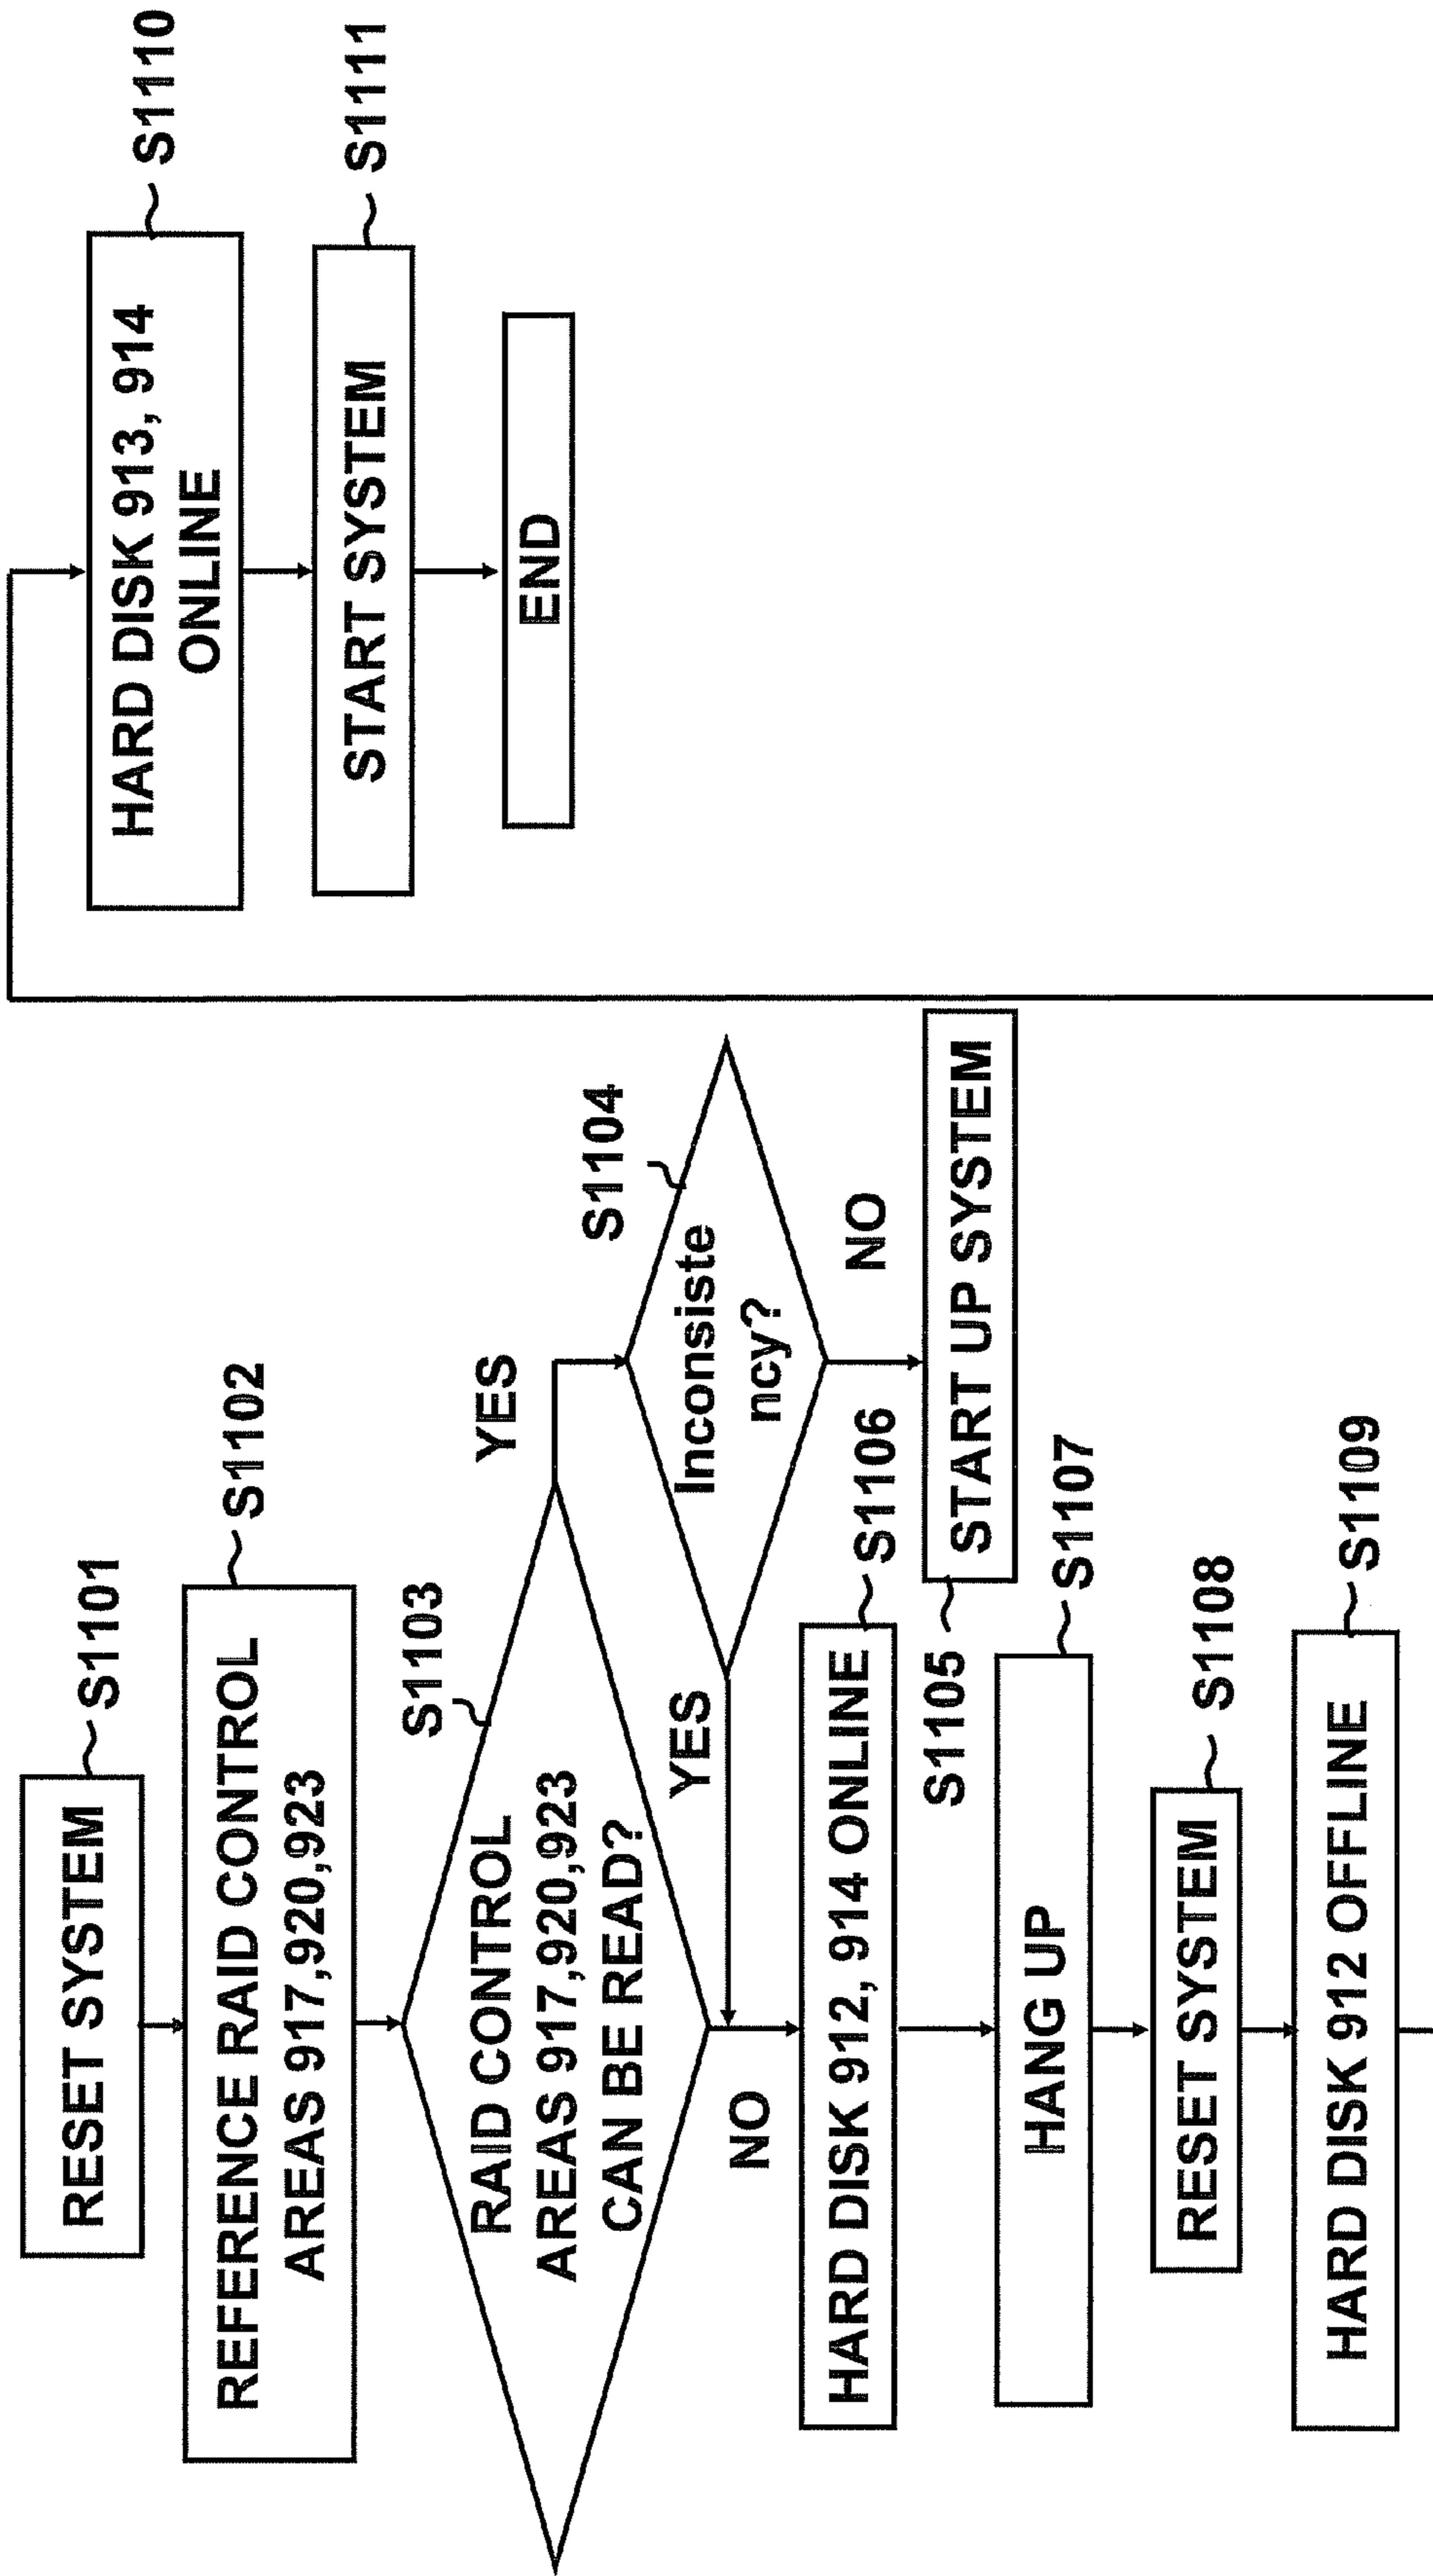 RESET SYSTEM
S1101
REFERENCE RAID CONTROL
AREAS 917,920,923
S1102
RAID CONTROL
AREAS 917,920,923
CAN BE READ?
S1103
YES
NO
Inconsiste
ncy?
S1104
YES
NO
START UP SYSTEM
S1105
HARD DISK 912, 914 ONLINE
S1106
HANG UP
S1107
RESET SYSTEM
S1108
HARD DISK 912 OFFLINE
S1109
HARD DISK 913, 914
ONLINE
S1110
START SYSTEM
S1111
END